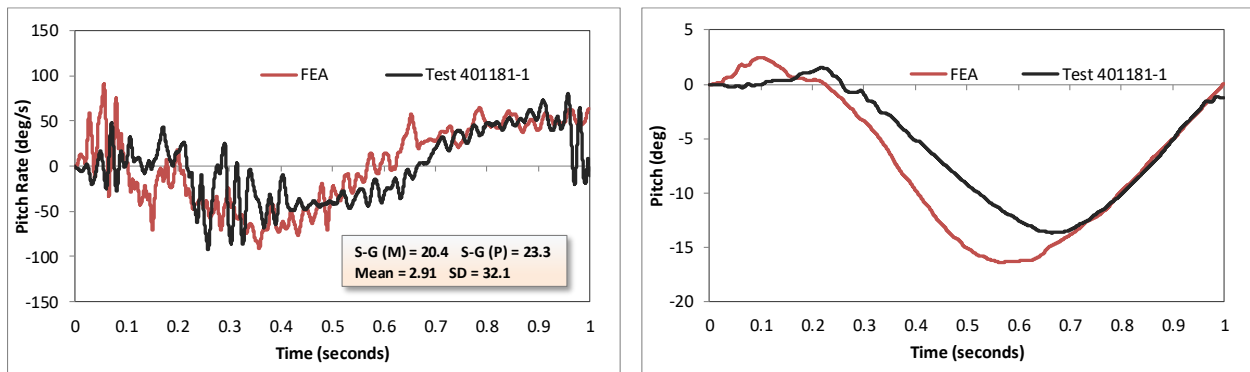 150
100
50
0
-50
-100
-150
Pitch Rate (deg/s)
FEA Test 401181-1
S-G (M) = 20.4 S-G (P) = 23.3
Mean = 2.91 SD = 32.1
0 0.1 0.2 0.3 0.4 0.5 0.6 0.7 0.8 0.9 1
Time (seconds)
5
0
-5
-10
-15
-20
Pitch (deg)
FEA Test 401181-1
0 0.1 0.2 0.3 0.4 0.5 0.6 0.7 0.8 0.9 1
Time (seconds)